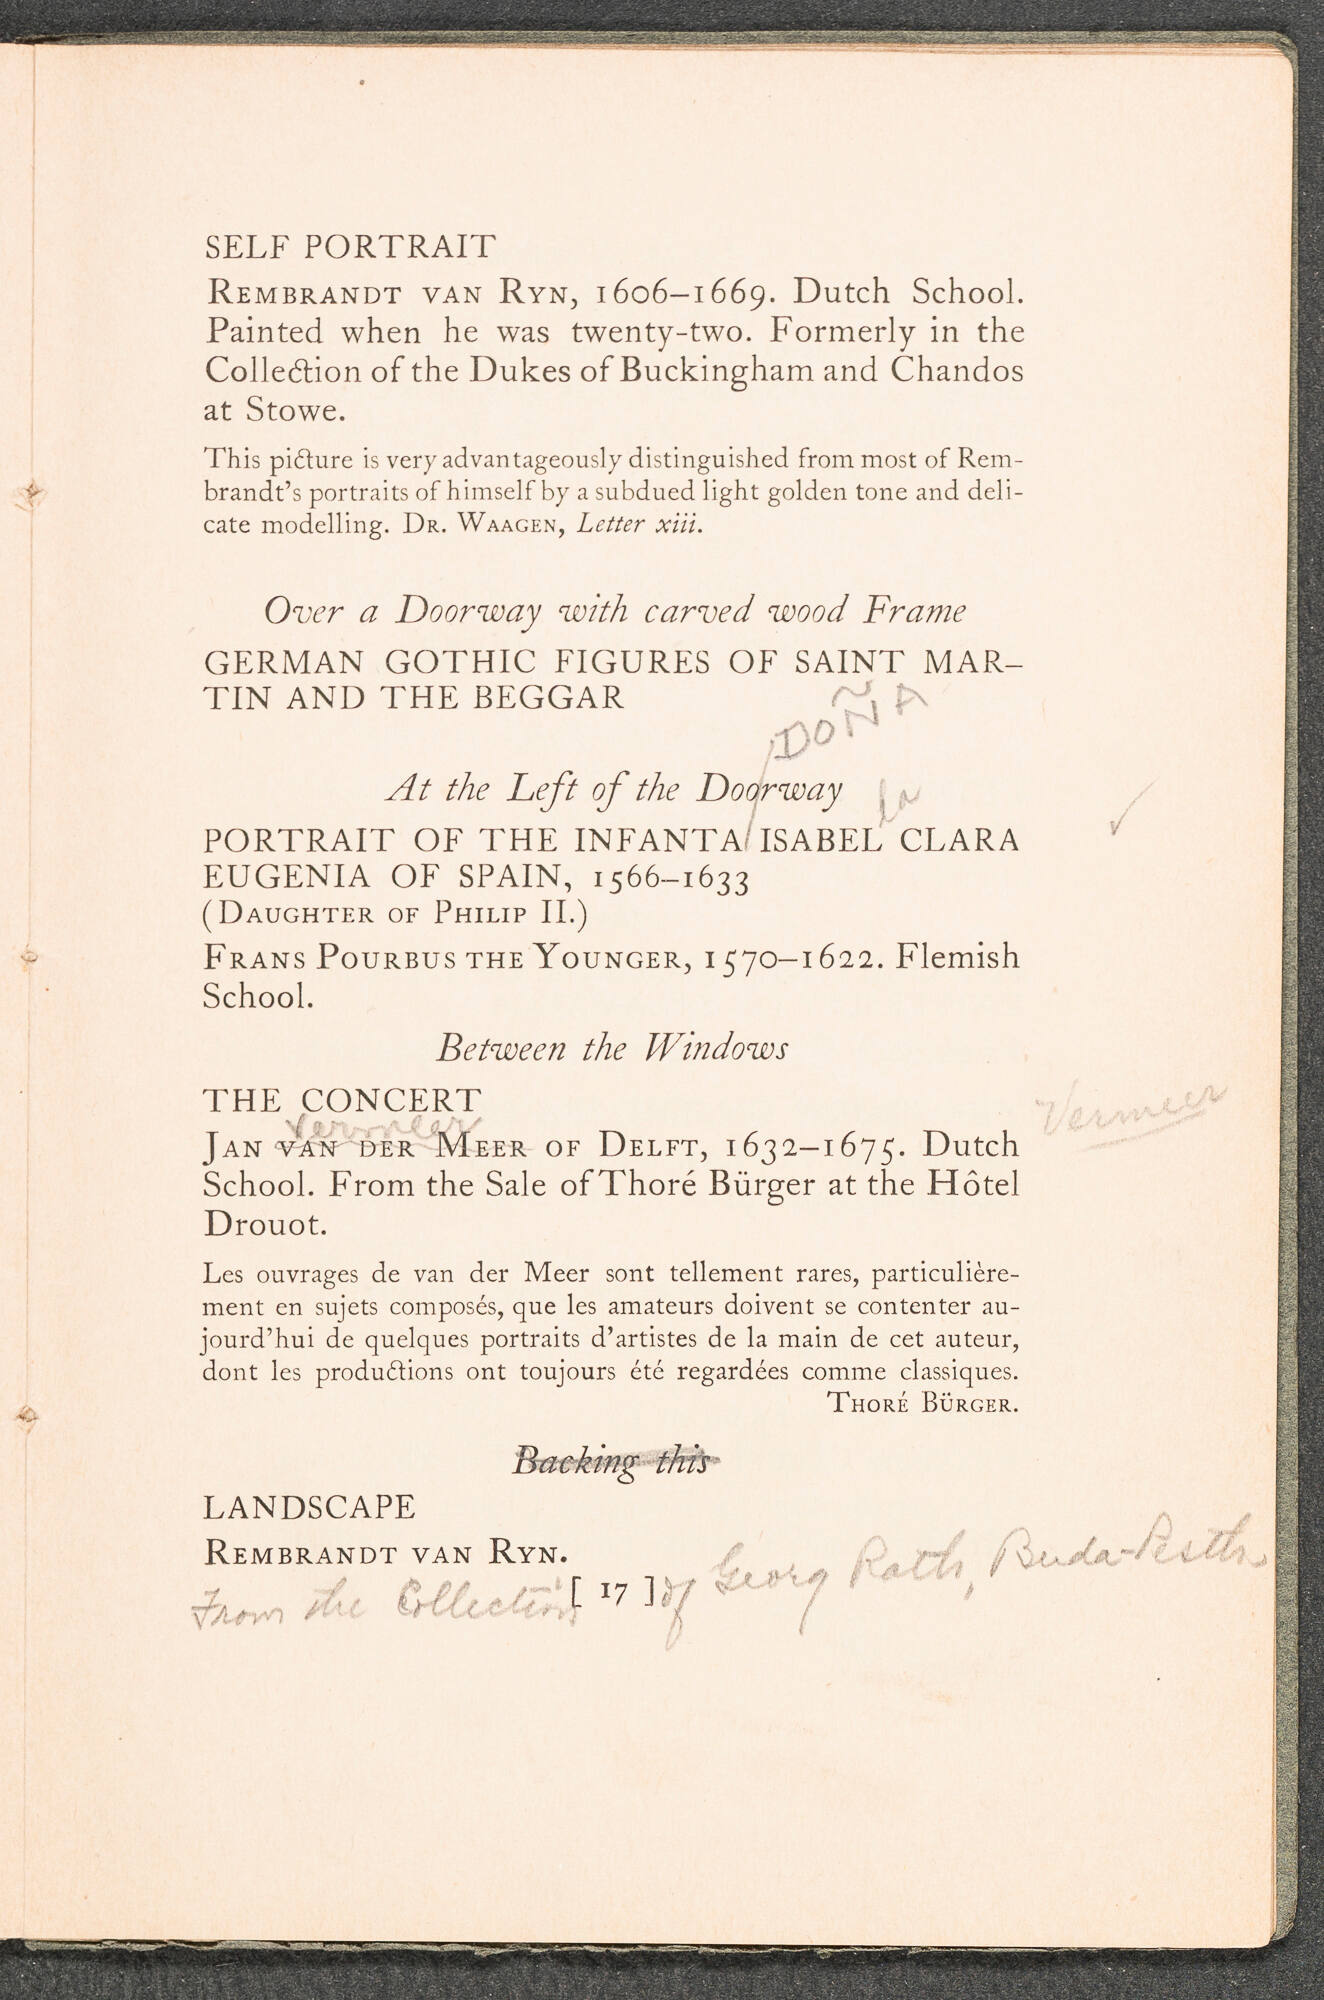 SELF PORTRAIT
REMBRANDT VAN RYN, 1606–1669. Dutch School.
Painted when he was twenty-two. Formerly in the
Collection of the Dukes of Buckingham and Chandos
at Stowe.
This picture is very advantageously distinguished from most of Rem-
brandt's portraits of himself by a subdued light golden tone and deli-
cate modelling. DR. WAAGEN, Letter xiii.
Over a Doorway with carved wood Frame
GERMAN GOTHIC FIGURES OF SAINT MAR-
TIN AND THE BEGGAR
DOÑA
At the Left of the Doorway
la
PORTRAIT OF THE INFANTA ISABEL CLARA ✓
EUGENIA OF SPAIN, 1566–1633
(DAUGHTER OF PHILIP II.)
FRANS POURBUS THE YOUNGER, 1570–1622. Flemish
School.
Between the Windows
THE CONCERT
Vermeer
Vermeer
JAN VAN DER MEER OF DELFT, 1632–1675. Dutch
School. From the Sale of Thoré Bürger at the Hôtel
Drouot.
Les ouvrages de van der Meer sont tellement rares, particulière-
ment en sujets composés, que les amateurs doivent se contenter au-
jourd'hui de quelques portraits d'artistes de la main de cet auteur,
dont les productions ont toujours été regardées comme classiques.
THORÉ BÜRGER.
Backing this
LANDSCAPE
REMBRANDT VAN RYN.
From the Collection of Georg Rath, Buda-Pesth.
[ 17 ]